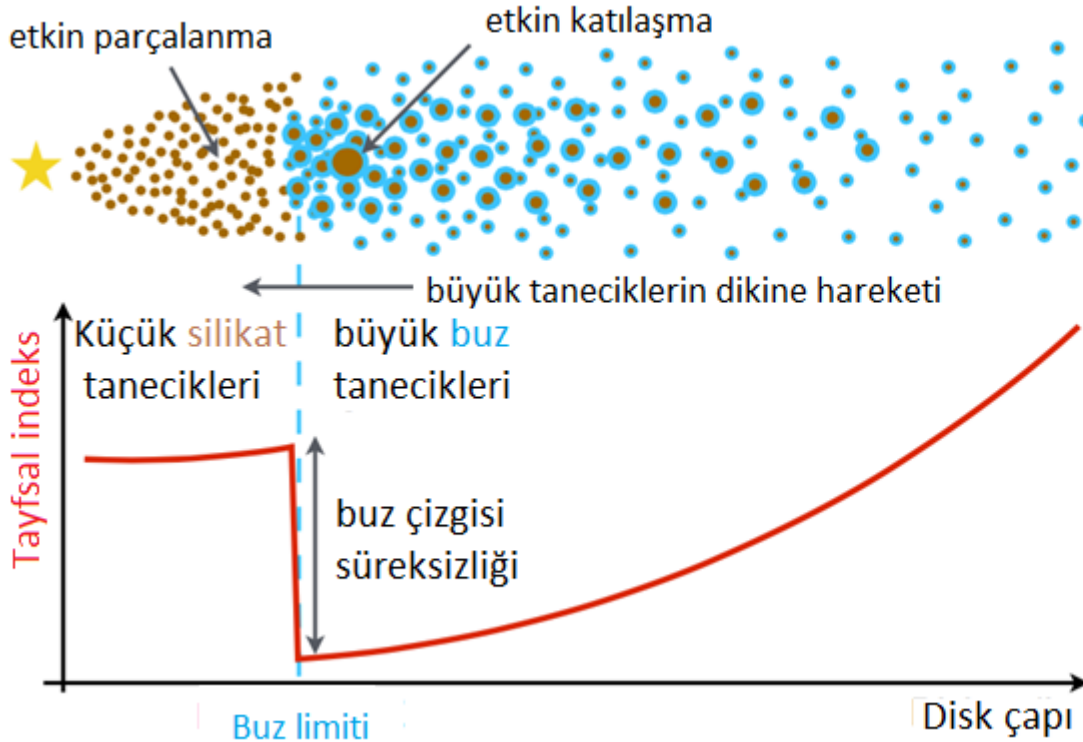 etkin parçalanma
etkin katılaşma
büyük taneciklerin dikine hareketi
Küçük silikat
tanecikleri
büyük buz
tanecikleri
Tayfsal indeks
buz çizgisi
süreksizliği
Buz limiti
Disk çapı